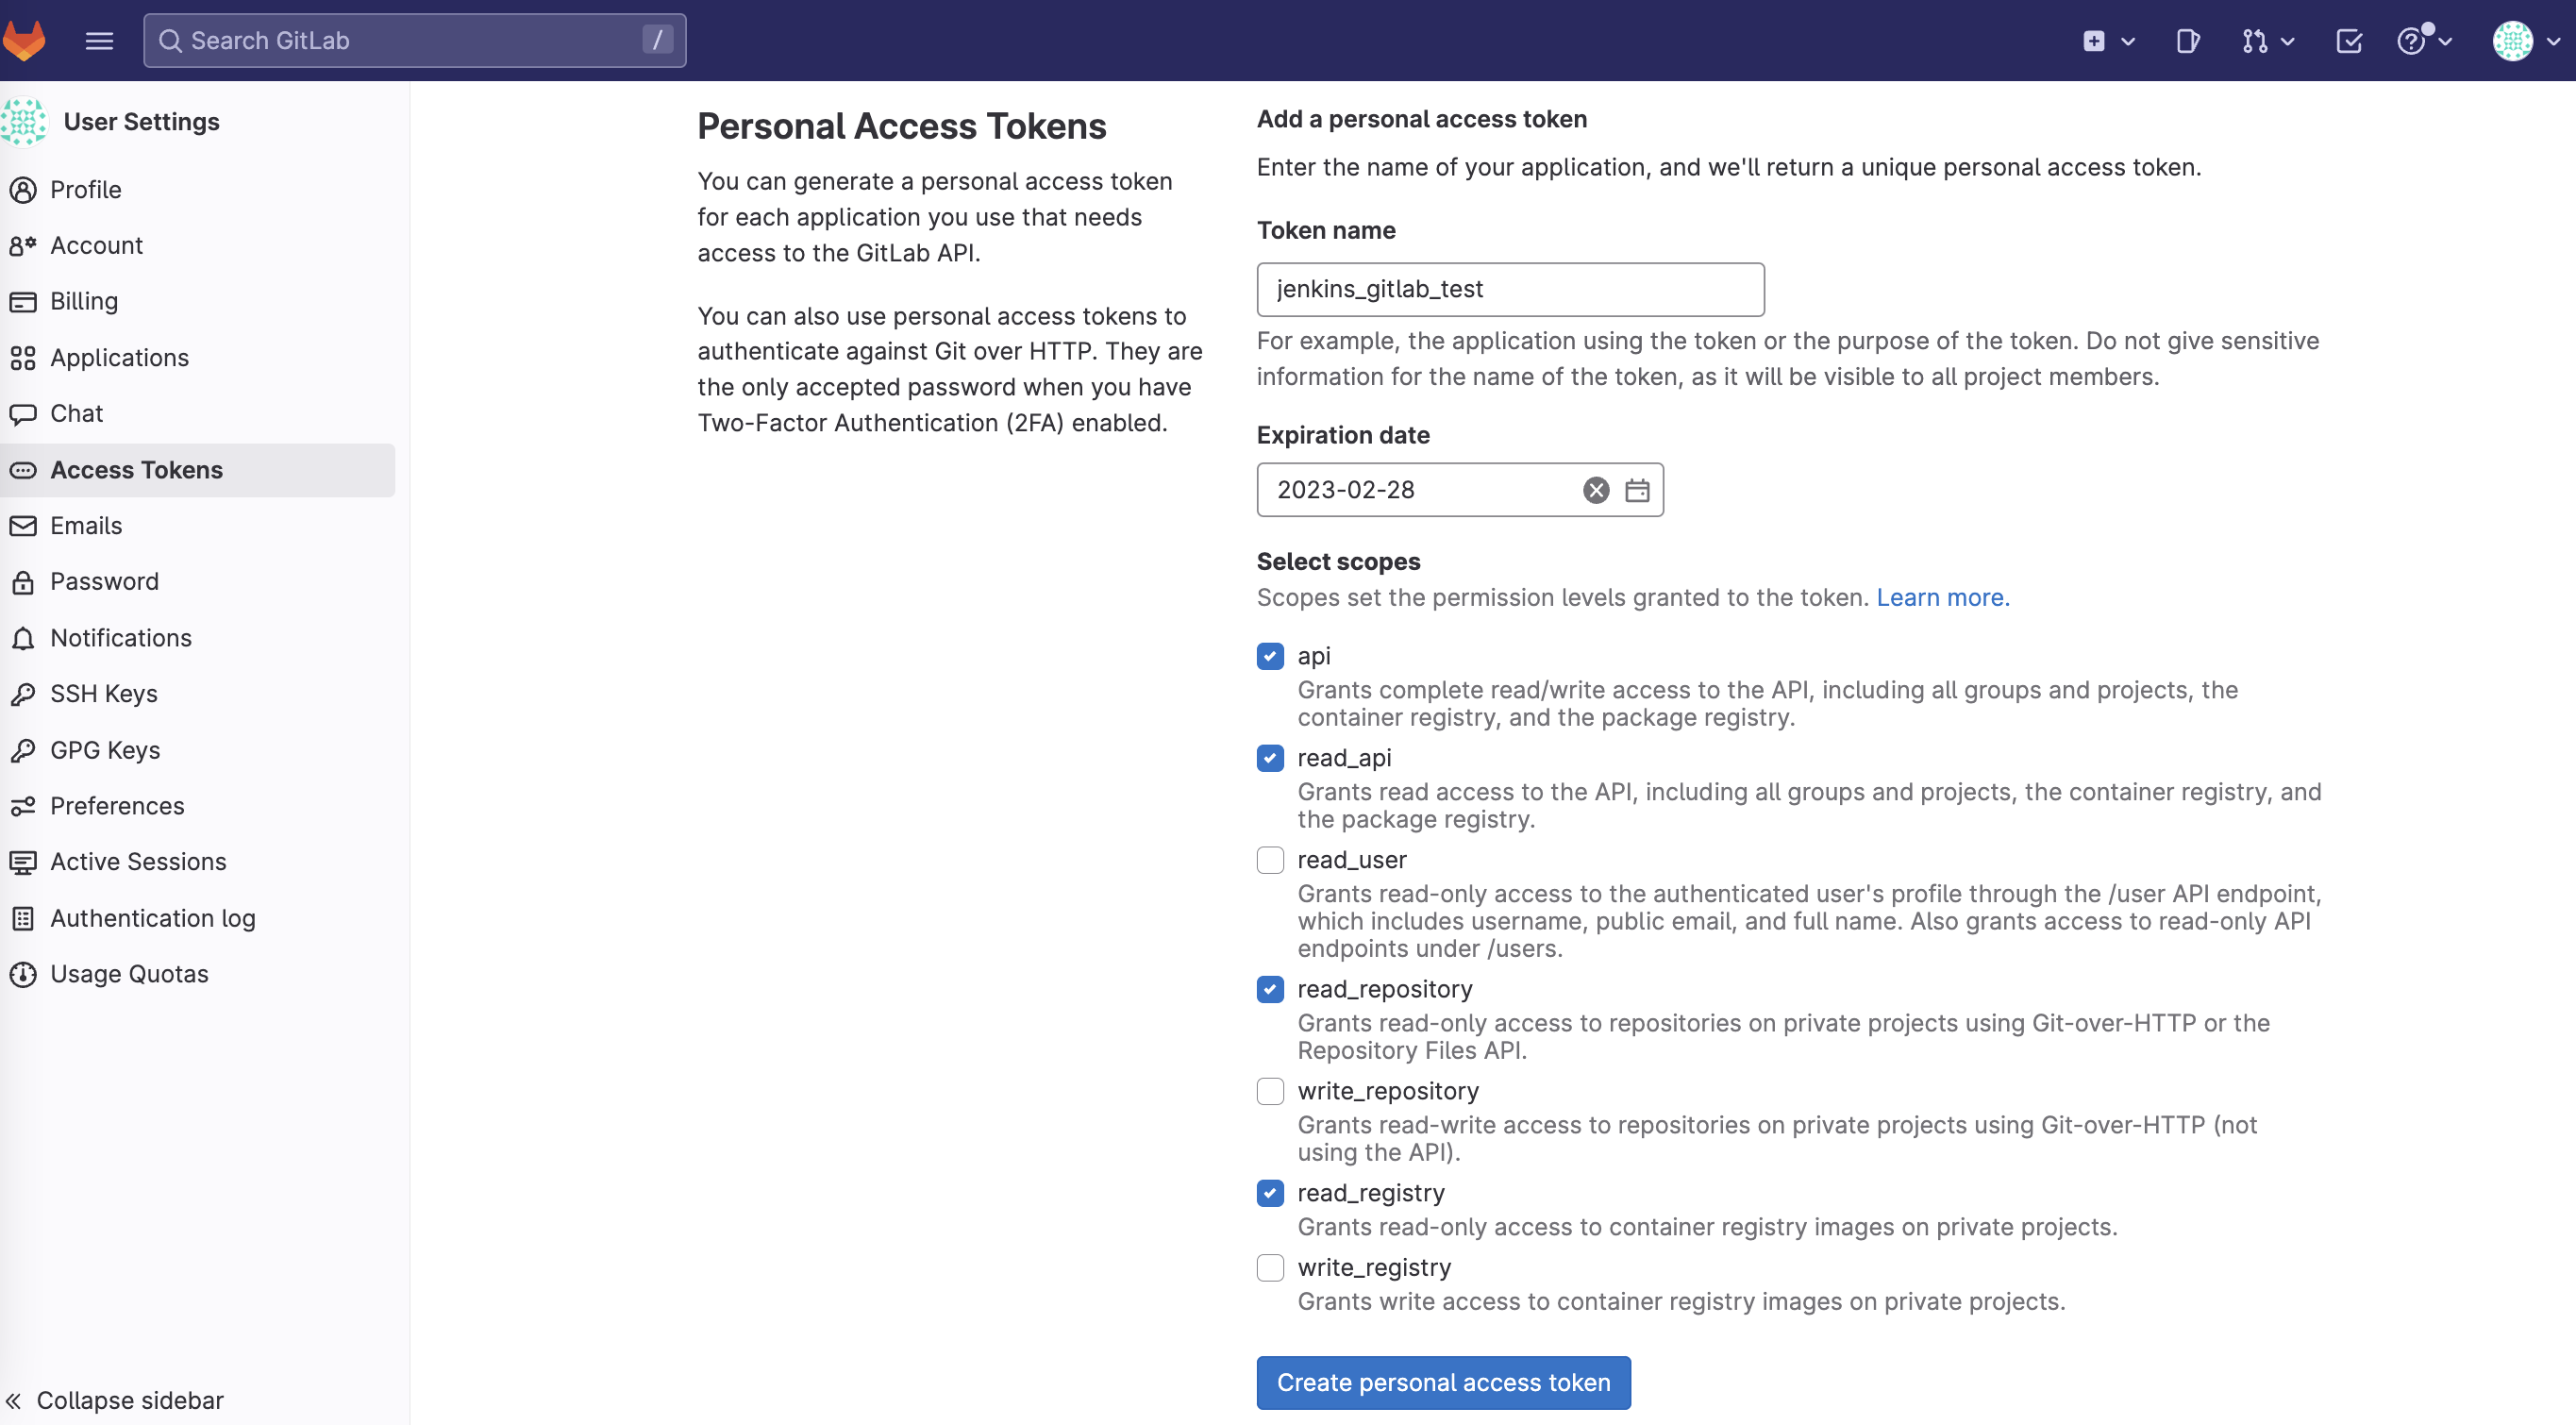 Search GitLab
/
User Settings
Profile
Account
Billing
Applications
Chat
Access Tokens
Emails
Password
Notifications
SSH Keys
GPG Keys
Preferences
Active Sessions
Authentication log
Usage Quotas
Collapse sidebar
Personal Access Tokens
You can generate a personal access token
for each application you use that needs
access to the GitLab API.
You can also use personal access tokens to
authenticate against Git over HTTP. They are
the only accepted password when you have
Two-Factor Authentication (2FA) enabled.
Add a personal access token
Enter the name of your application, and we'll return a unique personal access token.
Token name
jenkins_gitlab_test
For example, the application using the token or the purpose of the token. Do not give sensitive
information for the name of the token, as it will be visible to all project members.
Expiration date
2023-02-28
Select scopes
Scopes set the permission levels granted to the token. Learn more.
api
Grants complete read/write access to the API, including all groups and projects, the
container registry, and the package registry.
read_api
Grants read access to the API, including all groups and projects, the container registry, and
the package registry.
read_user
Grants read-only access to the authenticated user's profile through the /user API endpoint,
which includes username, public email, and full name. Also grants access to read-only API
endpoints under /users.
read_repository
Grants read-only access to repositories on private projects using Git-over-HTTP or the
Repository Files API.
write_repository
Grants read-write access to repositories on private projects using Git-over-HTTP (not
using the API).
read_registry
Grants read-only access to container registry images on private projects.
write_registry
Grants write access to container registry images on private projects.
Create personal access token